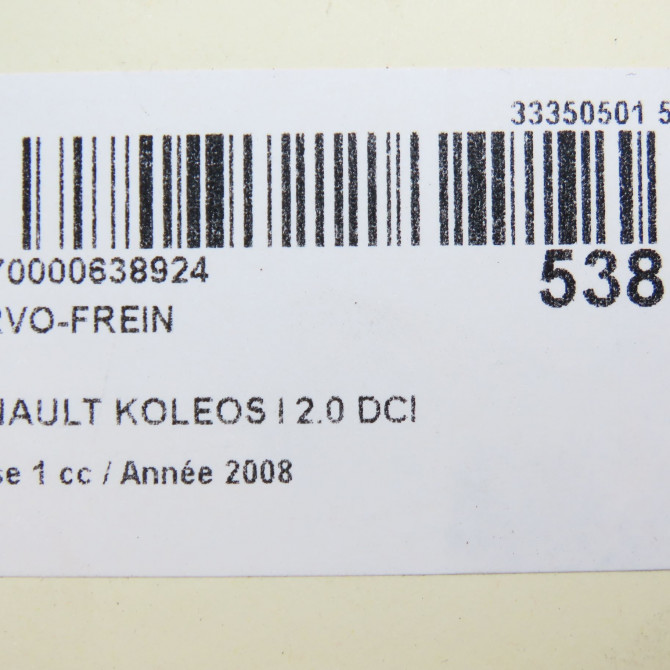 33350501 5
70000638924
538
RVO-FREIN
NAULT KOLEOS I 2.0 DCI
se 1 cc / Année 2008